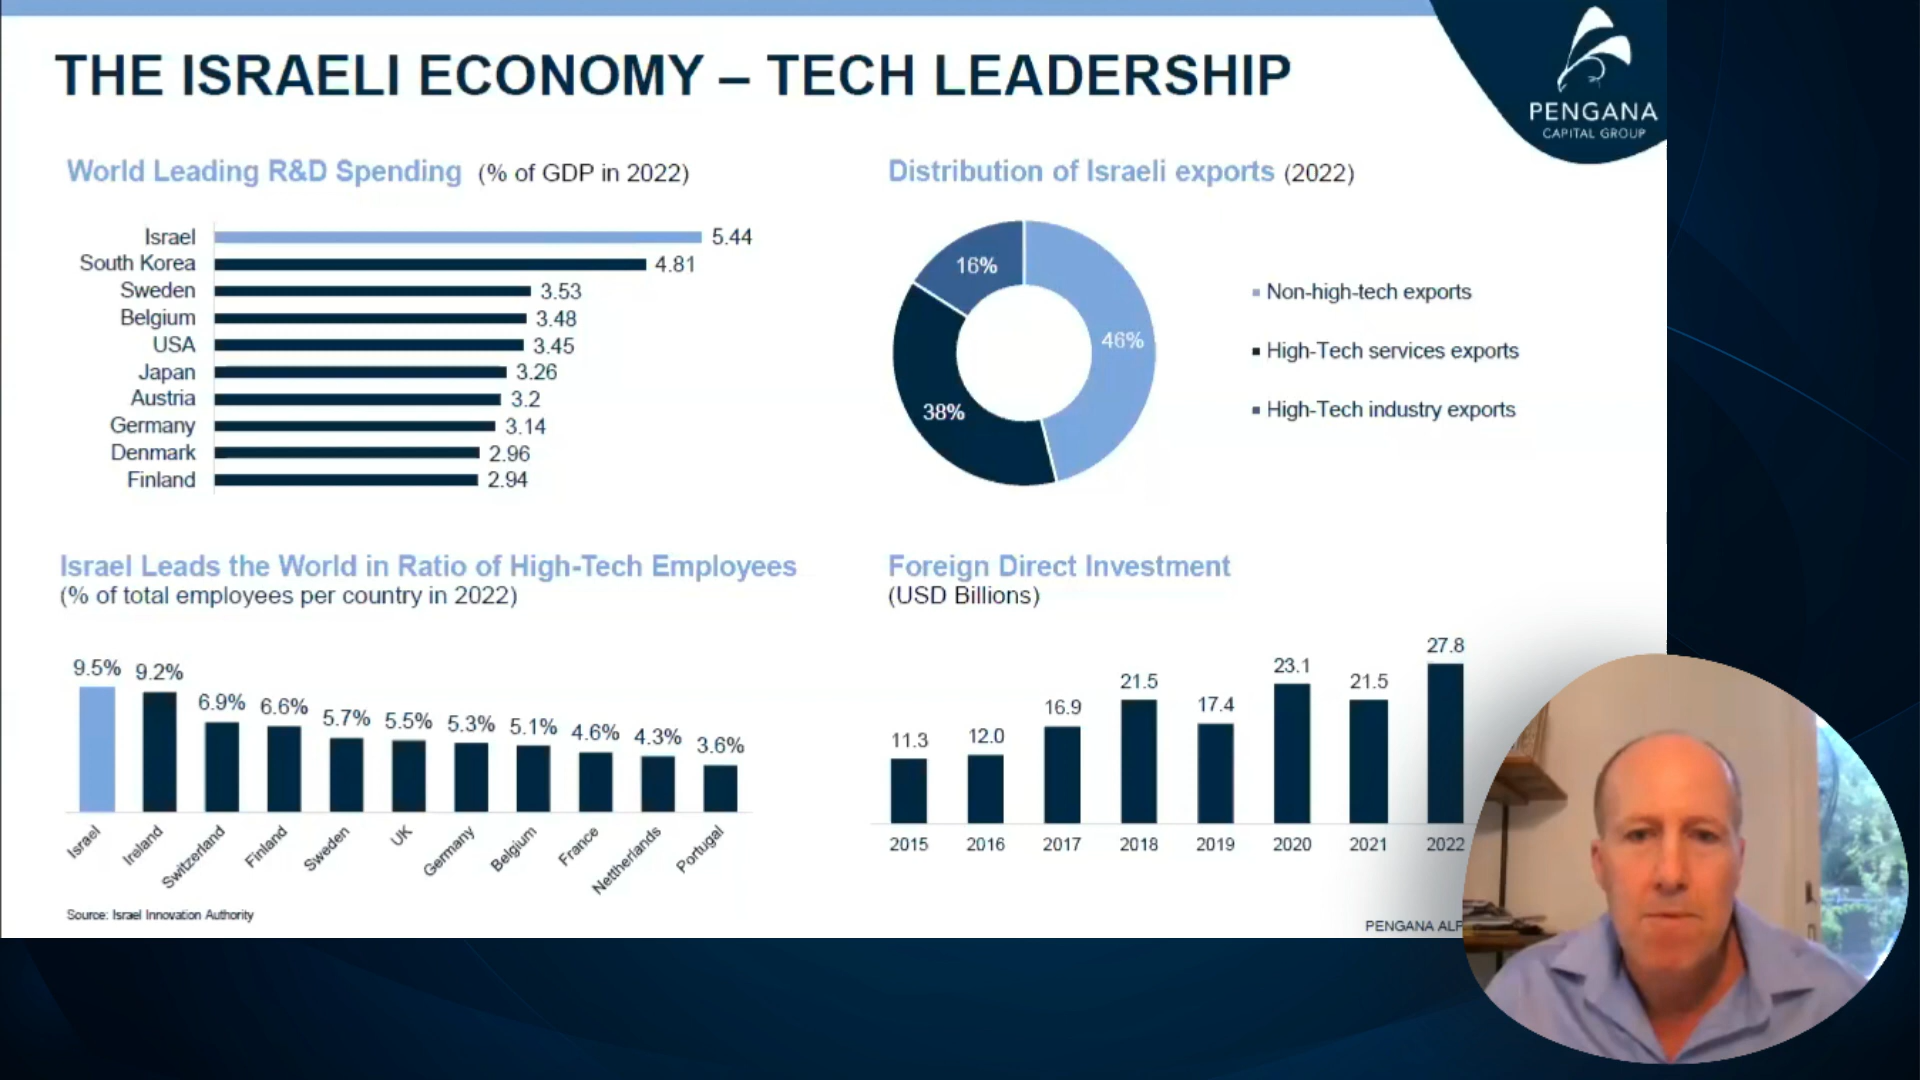 THE ISRAELI ECONOMY – TECH LEADERSHIP
PENGANA
CAPITAL GROUP
World Leading R&D Spending (% of GDP in 2022)
Israel 5.44
South Korea 4.81
Sweden 3.53
Belgium 3.48
USA 3.45
Japan 3.26
Austria 3.2
Germany 3.14
Denmark 2.96
Finland 2.94
Distribution of Israeli exports (2022)
16%
46%
38%
Non-high-tech exports
High-Tech services exports
High-Tech industry exports
Israel Leads the World in Ratio of High-Tech Employees
(% of total employees per country in 2022)
9.5% 9.2% 6.9% 6.6% 5.7% 5.5% 5.3% 5.1% 4.6% 4.3% 3.6%
Israel Ireland Switzerland Finland Sweden UK Germany Belgium France Nettherlands Portugal
Source: Israel Innovation Authority
Foreign Direct Investment
(USD Billions)
11.3 12.0 16.9 21.5 17.4 23.1 21.5 27.8
2015 2016 2017 2018 2019 2020 2021 2022
PENGANA